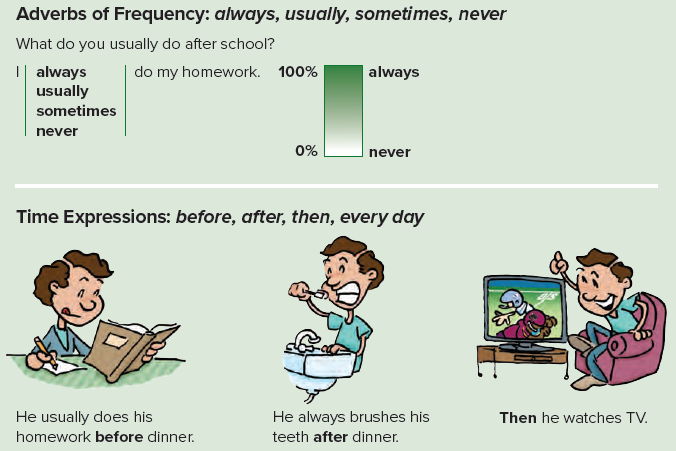 Adverbs of Frequency: always, usually, sometimes, never
What do you usually do after school?
I always do my homework.
usually
sometimes
never
100% always
0% never
Time Expressions: before, after, then, every day
He usually does his
homework before dinner.
He always brushes his
teeth after dinner.
Then he watches TV.